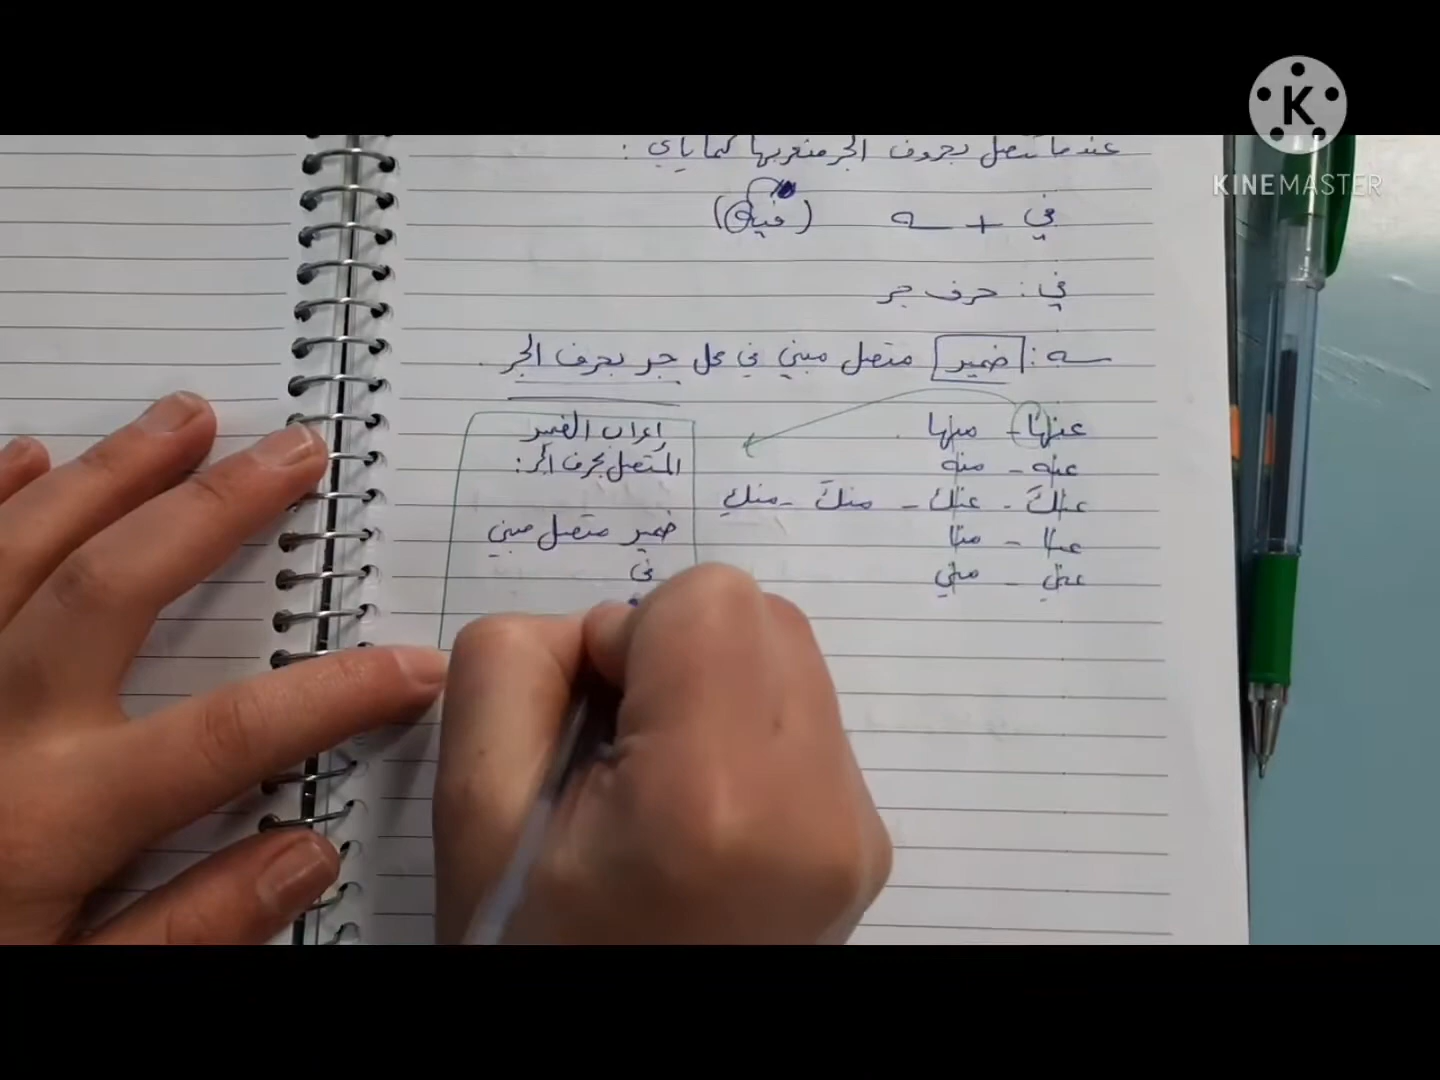 عندما تتصل بحروف الجر فنعربها كما يأتي :
في + ـه (فيه)
في : حرف جر
ـه : ضمير متصل مبني في محل جر بحرف الجر .
عنها - منها
عنه - منه
عنكَ - عنكِ - منكَ - منكِ
عنا - منا
عني - مني
إعراب الضمير
المتصل بحرف الجر :
ضمير متصل مبني
في
K
KINEMASTER